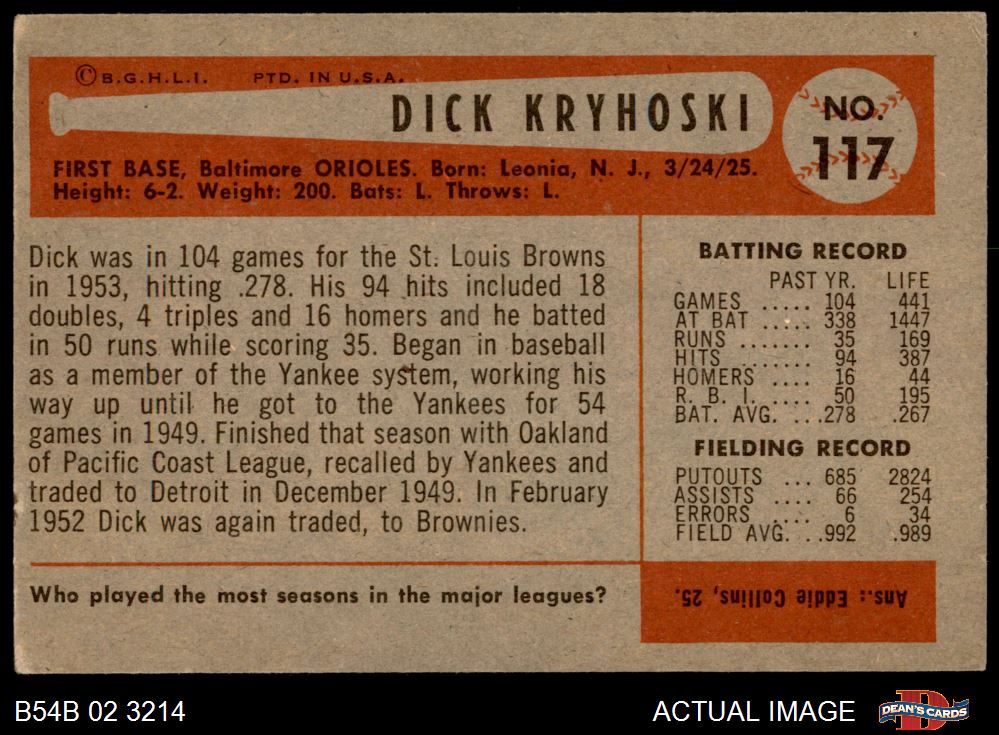 ©B.G.H.L.I. PTD. IN U.S.A.
DICK KRYHOSKI
NO.
117
FIRST BASE, Baltimore ORIOLES. Born: Leonia, N. J., 3/24/25.
Height: 6-2. Weight: 200. Bats: L. Throws: L.
Dick was in 104 games for the St. Louis Browns
in 1953, hitting .278. His 94 hits included 18
doubles, 4 triples and 16 homers and he batted
in 50 runs while scoring 35. Began in baseball
as a member of the Yankee system, working his
way up until he got to the Yankees for 54
games in 1949. Finished that season with Oakland
of Pacific Coast League, recalled by Yankees and
traded to Detroit in December 1949. In February
1952 Dick was again traded, to Brownies.
BATTING RECORD
PAST YR. LIFE
GAMES ..... 104 441
AT BAT ..... 338 1447
RUNS ....... 35 169
HITS ........ 94 387
HOMERS .... 16 44
R. B. I. ..... 50 195
BAT. AVG. ...278 .267
FIELDING RECORD
PUTOUTS ... 685 2824
ASSISTS .... 66 254
ERRORS ..... 6 34
FIELD AVG. ..992 .989
Who played the most seasons in the major leagues?
Ans.: Eddie Collins, 25.
B54B 02 3214
ACTUAL IMAGE
D
DEAN'S CARDS